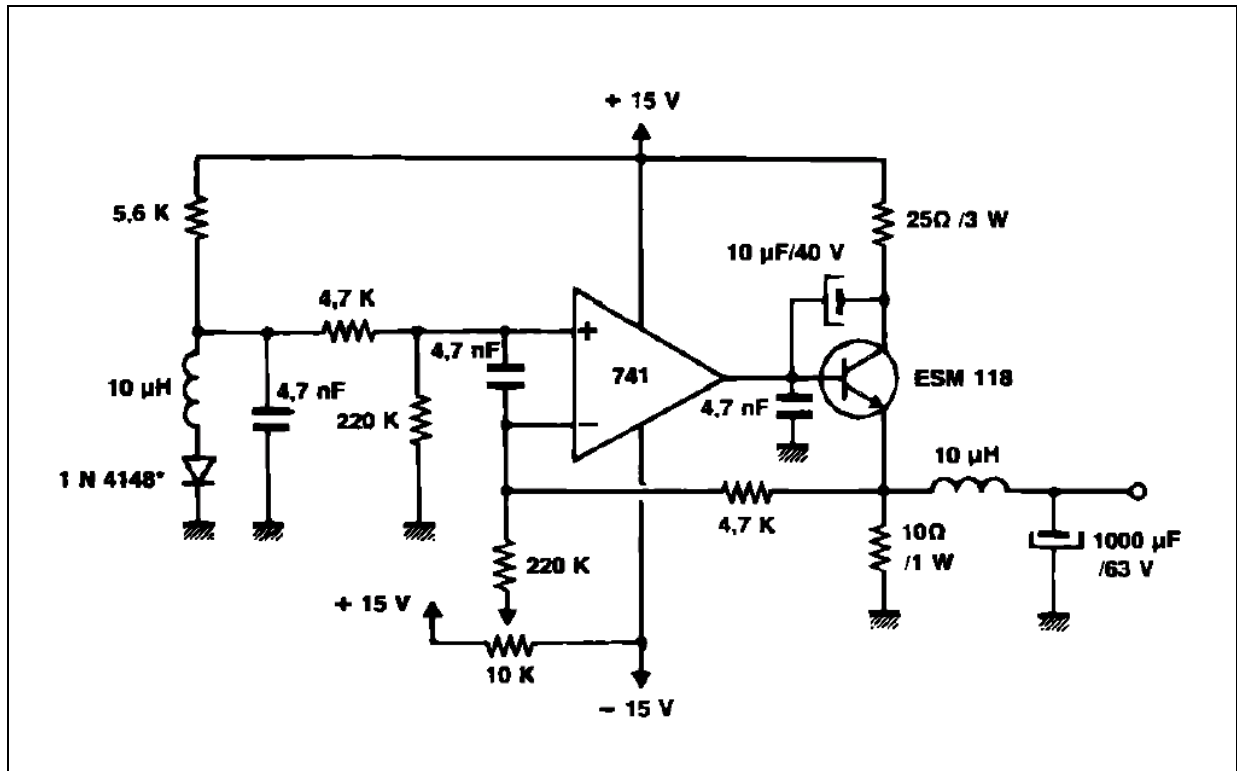 + 15 V
5,6 K
25Ω /3 W
10 µF/40 V
4,7 K
+
4,7 nF
741
ESM 118
10 µH
4,7 nF
220 K
4,7 nF
−
10 µH
1 N 4148*
4,7 K
10Ω
/1 W
1000 µF
/63 V
220 K
+ 15 V
10 K
− 15 V